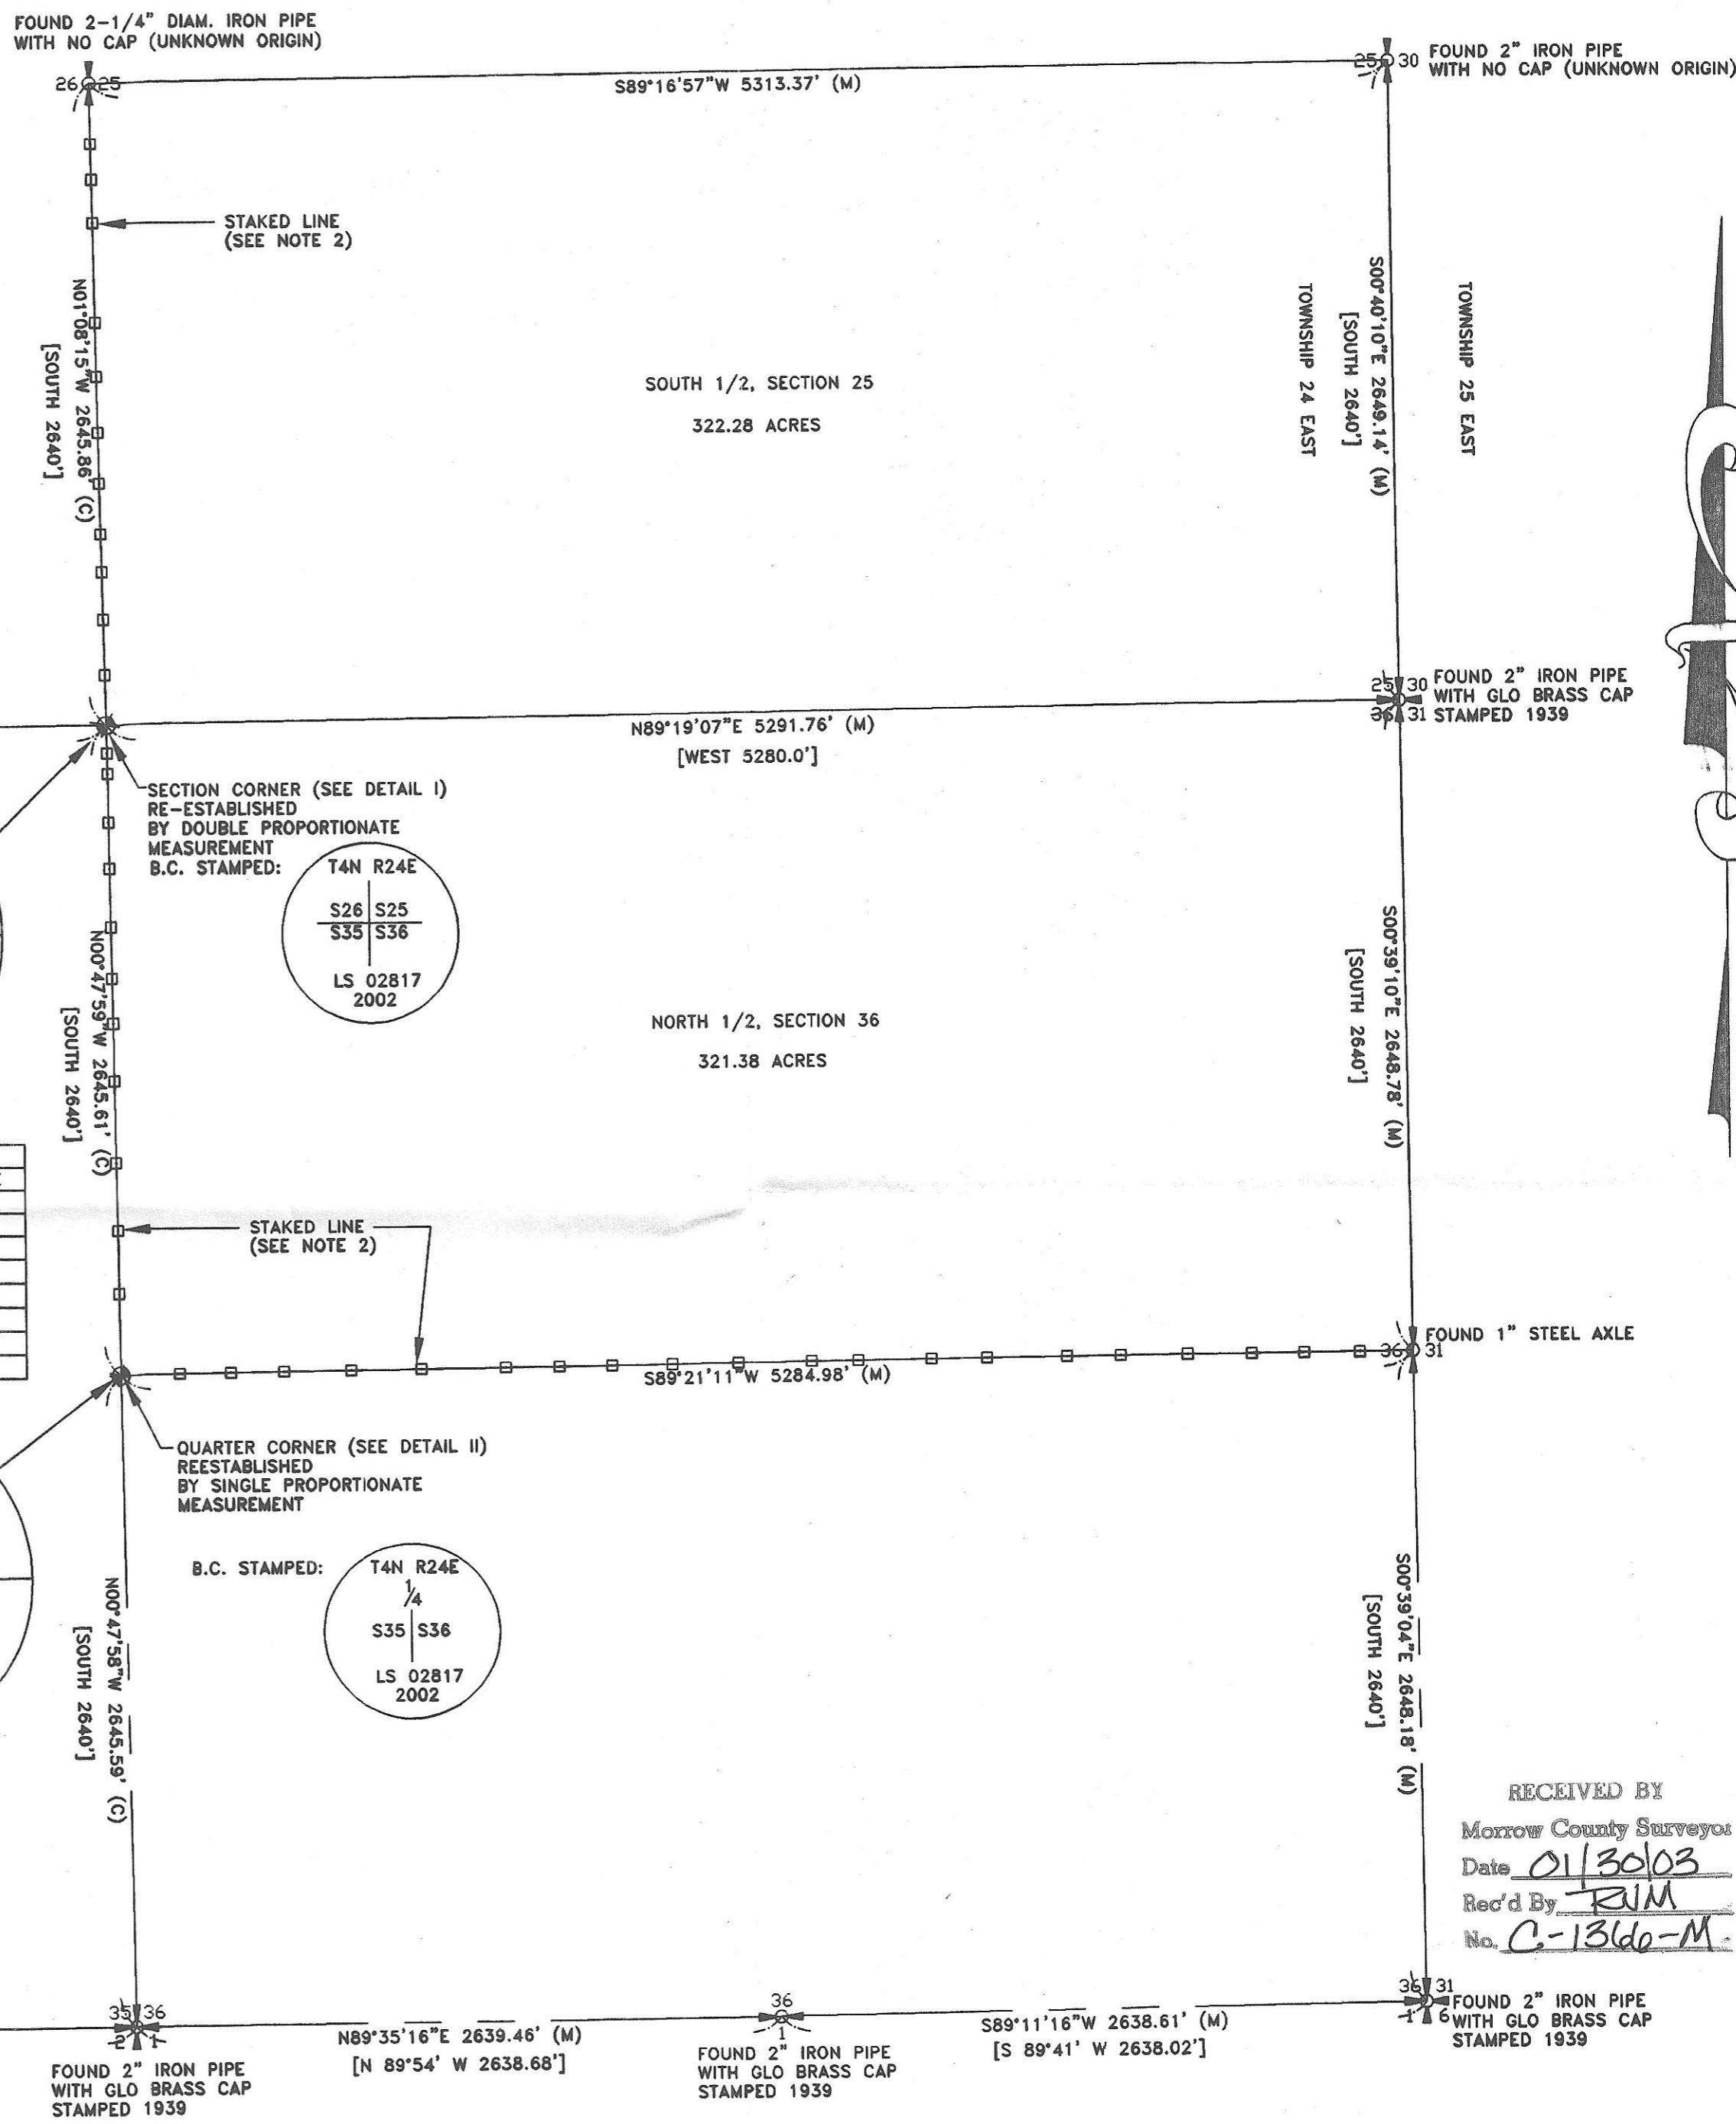 FOUND 2-1/4" DIAM. IRON PIPE
WITH NO CAP (UNKNOWN ORIGIN)
26 25
S89°16'57"W 5313.37' (M)
25 30
FOUND 2" IRON PIPE
WITH NO CAP (UNKNOWN ORIGIN)
STAKED LINE
(SEE NOTE 2)
N01°08'15"W 2645.86' (C)
[SOUTH 2640']
SOUTH 1/2, SECTION 25
322.28 ACRES
TOWNSHIP 24 EAST
[SOUTH 2640']
S00°40'10"E 2649.14' (M)
TOWNSHIP 25 EAST
25 30
36 31
FOUND 2" IRON PIPE
WITH GLO BRASS CAP
STAMPED 1939
N89°19'07"E 5291.76' (M)
[WEST 5280.0']
SECTION CORNER (SEE DETAIL I)
RE-ESTABLISHED
BY DOUBLE PROPORTIONATE
MEASUREMENT
B.C. STAMPED:
T4N R24E
S26 S25
S35 S36
LS 02817
2002
N00°47'59"W 2645.61' (C)
[SOUTH 2640']
NORTH 1/2, SECTION 36
321.38 ACRES
S00°39'10"E 2648.78' (M)
[SOUTH 2640']
STAKED LINE
(SEE NOTE 2)
FOUND 1" STEEL AXLE
36 31
S89°21'11"W 5284.98' (M)
QUARTER CORNER (SEE DETAIL II)
REESTABLISHED
BY SINGLE PROPORTIONATE
MEASUREMENT
B.C. STAMPED:
T4N R24E
1/4
S35 S36
LS 02817
2002
N00°47'58"W 2645.59' (C)
[SOUTH 2640']
S00°39'04"E 2648.18' (M)
[SOUTH 2640']
RECEIVED BY
Morrow County Surveyor
Date 01/30/03
Rec'd By RVM
No. C-1366-M
35 36
2 1
FOUND 2" IRON PIPE
WITH GLO BRASS CAP
STAMPED 1939
N89°35'16"E 2639.46' (M)
[N 89°54' W 2638.68']
36
1
FOUND 2" IRON PIPE
WITH GLO BRASS CAP
STAMPED 1939
S89°11'16"W 2638.61' (M)
[S 89°41' W 2638.02']
36 31
1 6
FOUND 2" IRON PIPE
WITH GLO BRASS CAP
STAMPED 1939